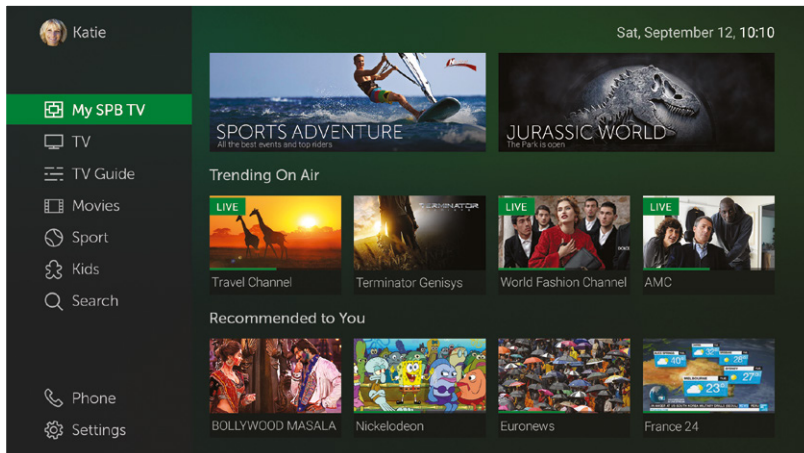 Katie
Sat, September 12, 10:10
My SPB TV
TV
TV Guide
Movies
Sport
Kids
Search
Phone
Settings
SPORTS ADVENTURE
All the best events and top riders
JURASSIC WORLD
The Park is open
Trending On Air
LIVE
Travel Channel
TERMINATOR
Terminator Genisys
LIVE
World Fashion Channel
LIVE
AMC
Recommended to You
BOLLYWOOD MASALA
Nickelodeon
Euronews
France 24